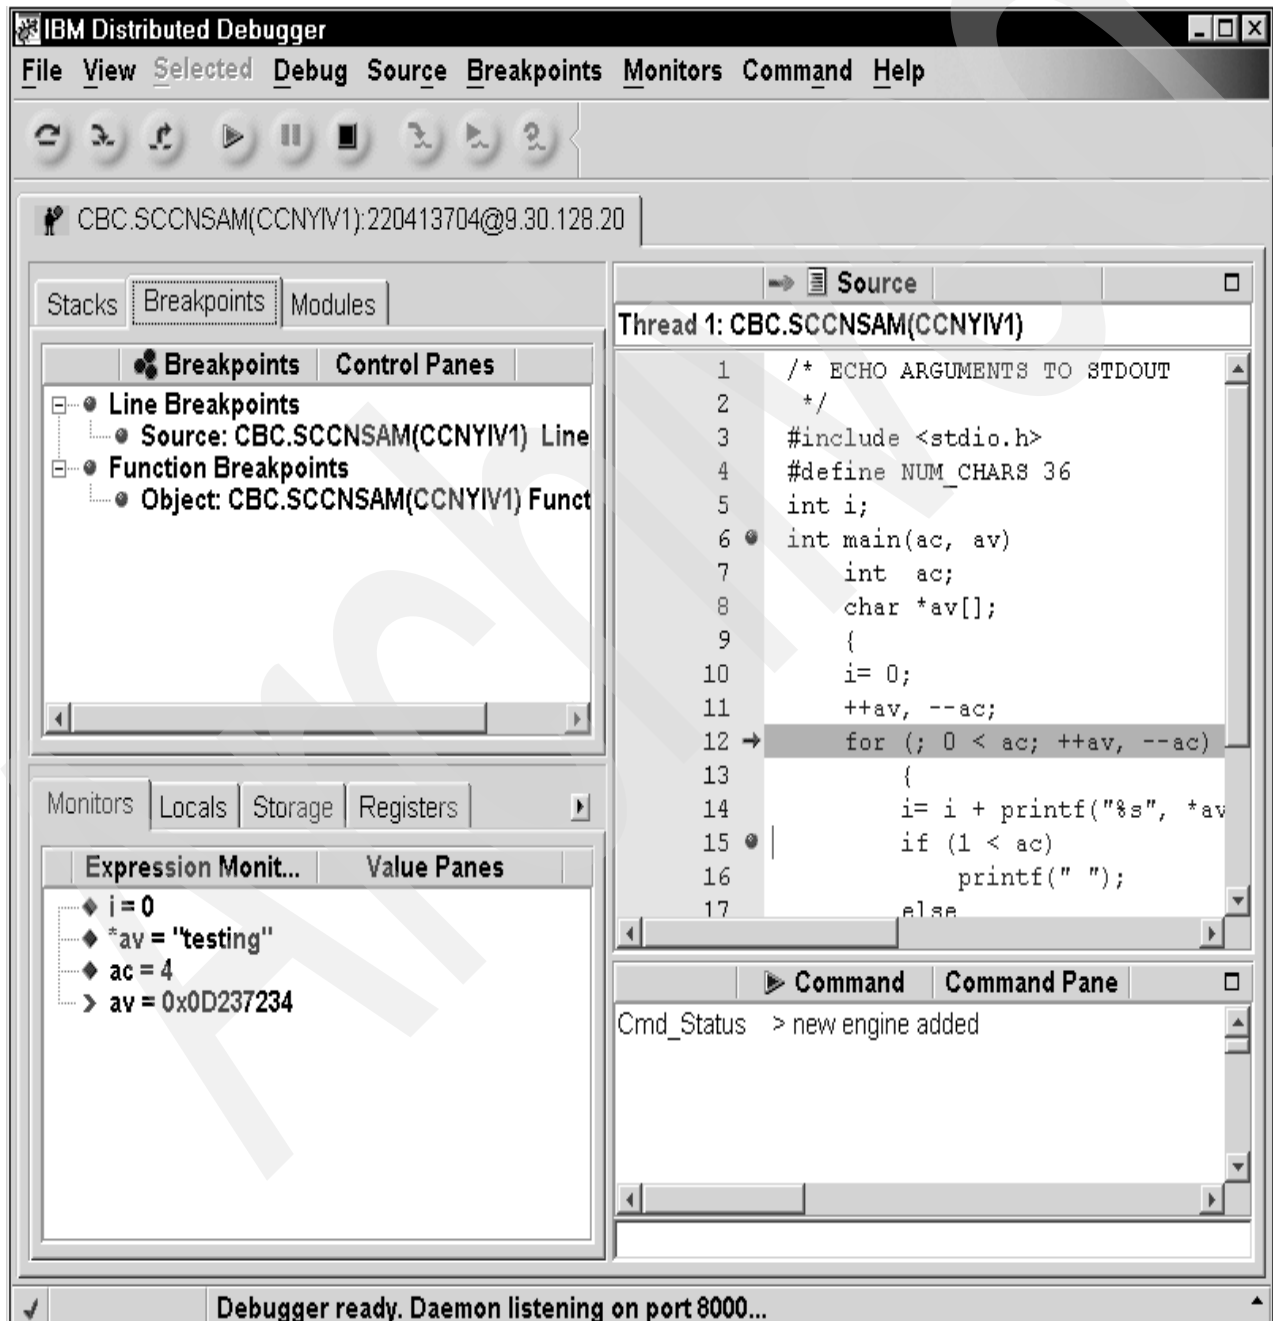 IBM Distributed Debugger
File View Selected Debug Source Breakpoints Monitors Command Help
CBC.SCCNSAM(CCNYIV1):220413704@9.30.128.20
Stacks Breakpoints Modules
Breakpoints Control Panes
Line Breakpoints
Source: CBC.SCCNSAM(CCNYIV1) Line
Function Breakpoints
Object: CBC.SCCNSAM(CCNYIV1) Funct
Monitors Locals Storage Registers
Expression Monit... Value Panes
i = 0
*av = "testing"
ac = 4
av = 0x0D237234
Source
Thread 1: CBC.SCCNSAM(CCNYIV1)
1 /* ECHO ARGUMENTS TO STDOUT
2 */
3 #include <stdio.h>
4 #define NUM_CHARS 36
5 int i;
6 int main(ac, av)
7 int ac;
8 char *av[];
9 {
10 i= 0;
11 ++av, --ac;
12 for (; 0 < ac; ++av, --ac)
13 {
14 i= i + printf("%s", *av
15 if (1 < ac)
16 printf(" ");
17 else
Command Command Pane
Cmd_Status > new engine added
Debugger ready. Daemon listening on port 8000...